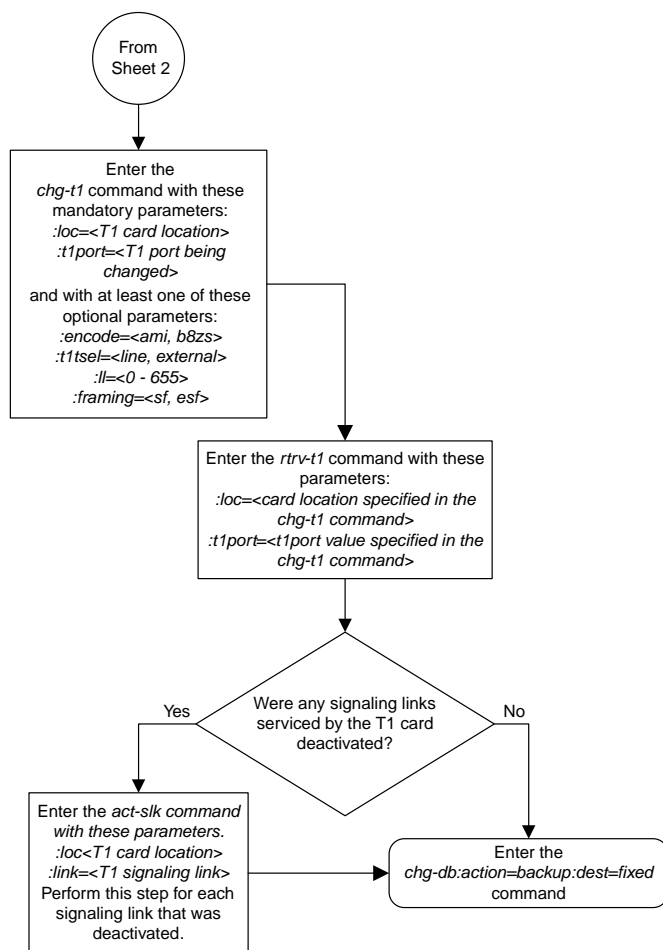 From
Sheet 2
Enter the
chg-t1 command with these
mandatory parameters:
:loc=<T1 card location>
:t1port=<T1 port being
changed>
and with at least one of these
optional parameters:
:encode=<ami, b8zs>
:t1tsel=<line, external>
:ll=<0 - 655>
:framing=<sf, esf>
Enter the rtrv-t1 command with these
parameters:
:loc=<card location specified in the
chg-t1 command>
:t1port=<t1port value specified in the
chg-t1 command>
Were any signaling links
serviced by the T1 card
deactivated?
Yes
No
Enter the act-slk command
with these parameters.
:loc<T1 card location>
:link=<T1 signaling link>
Perform this step for each
signaling link that was
deactivated.
Enter the
chg-db:action=backup:dest=fixed
command